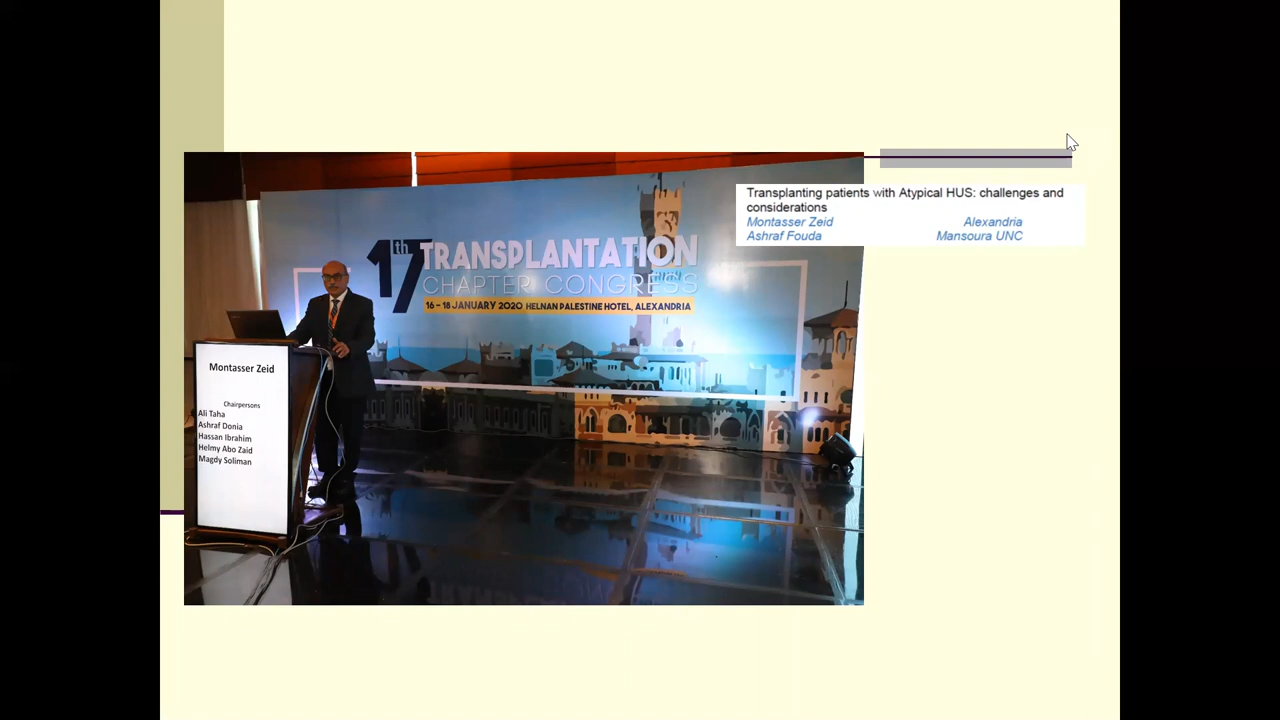 Transplanting patients with Atypical HUS: challenges and
considerations
Montasser Zeid Alexandria
Ashraf Fouda Mansoura UNC
17th TRANSPLANTATION
CHAPTER CONGRESS
16 – 18 JANUARY 2020 HELNAN PALESTINE HOTEL, ALEXANDRIA
Montasser Zeid
Chairpersons
Ali Taha
Ashraf Donia
Hassan Ibrahim
Helmy Abo Zaid
Magdy Soliman